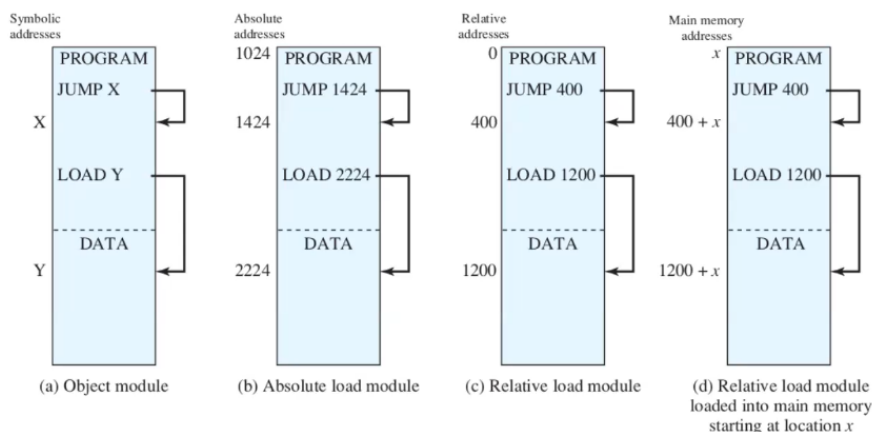 Symbolic
addresses
PROGRAM
JUMP X
X
LOAD Y
DATA
Y
(a) Object module
Absolute
addresses
1024
PROGRAM
JUMP 1424
1424
LOAD 2224
DATA
2224
(b) Absolute load module
Relative
addresses
0
PROGRAM
JUMP 400
400
LOAD 1200
DATA
1200
(c) Relative load module
Main memory
addresses
x
PROGRAM
JUMP 400
400 + x
LOAD 1200
DATA
1200 + x
(d) Relative load module
loaded into main memory
starting at location x